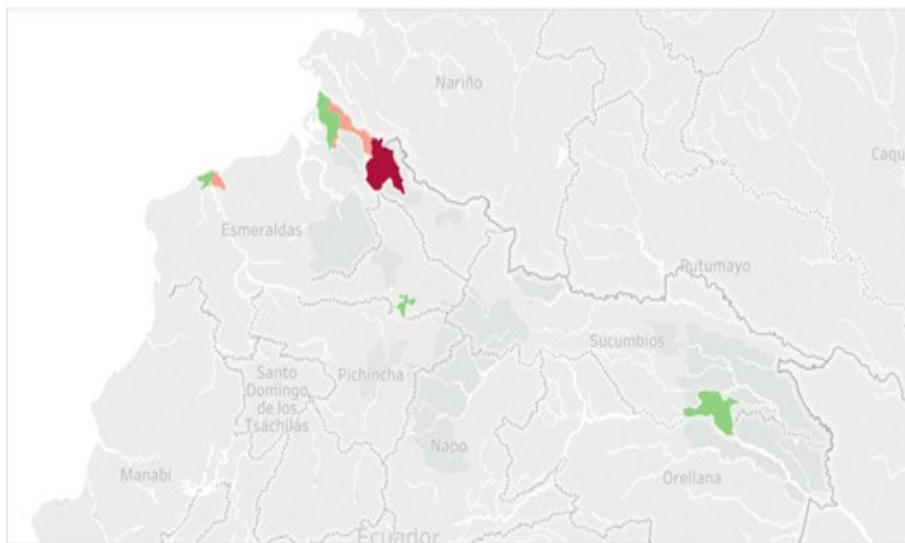 Nariño
Caqu
Esmeraldas
Putumayo
Sucumbíos
Santo
Domingo
de los
Tsáchilas
Pichincha
Napo
Manabí
Orellana
Ecuador